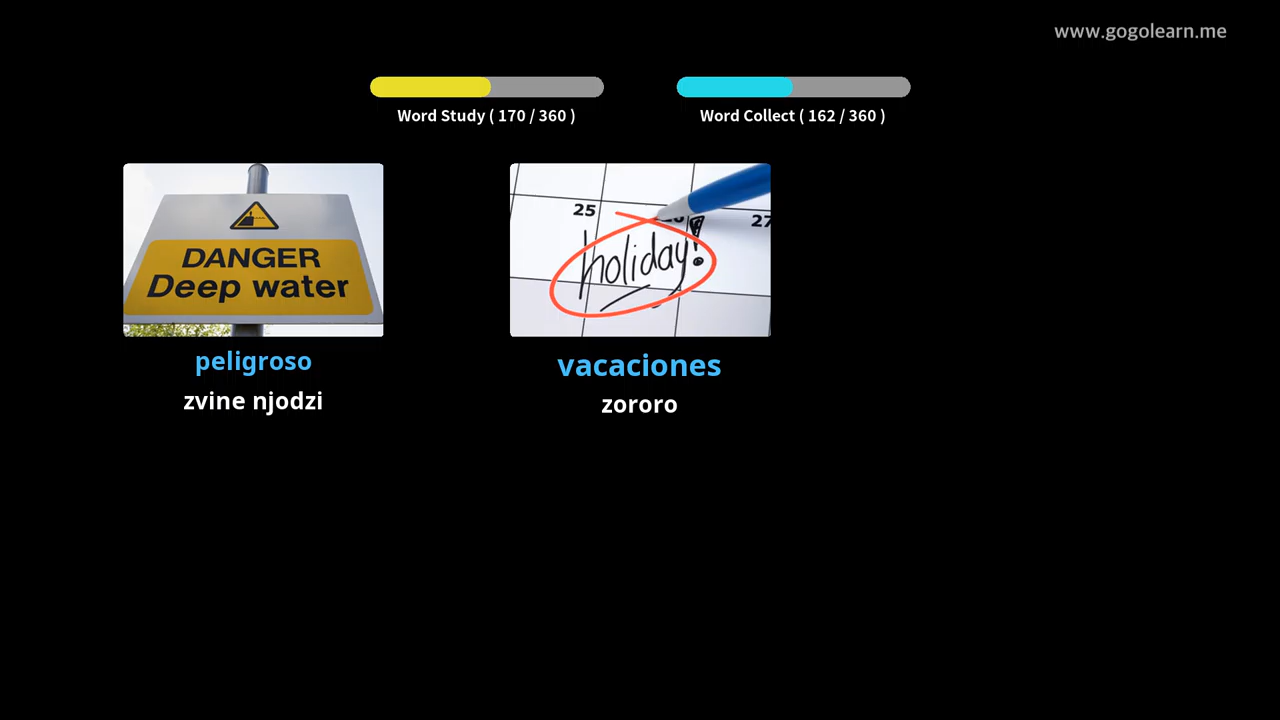 www.gogolearn.me
Word Study ( 170 / 360 )
Word Collect ( 162 / 360 )
DANGER
Deep water
25
27
holiday!
peligroso
vacaciones
zvine njodzi
zororo